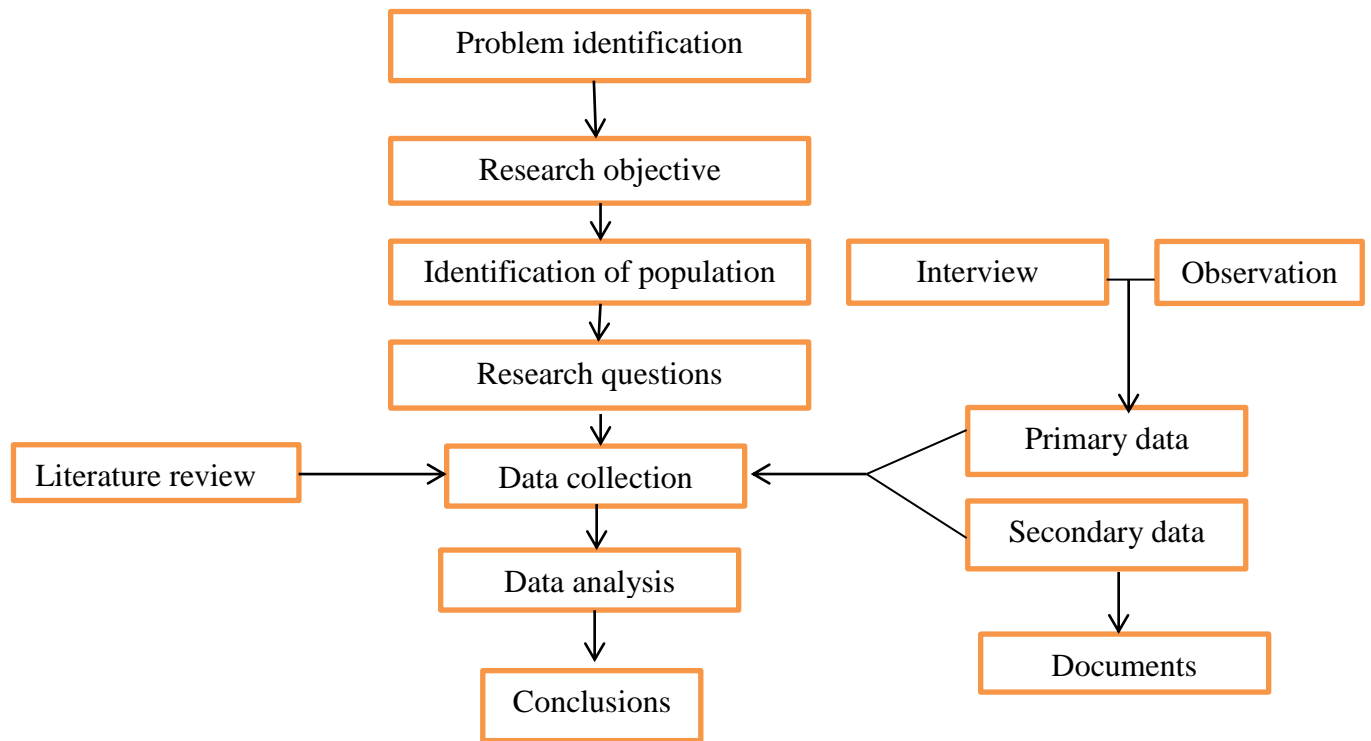 Problem identification
Research objective
Identification of population
Interview
Observation
Research questions
Primary data
Literature review
Data collection
Secondary data
Data analysis
Documents
Conclusions